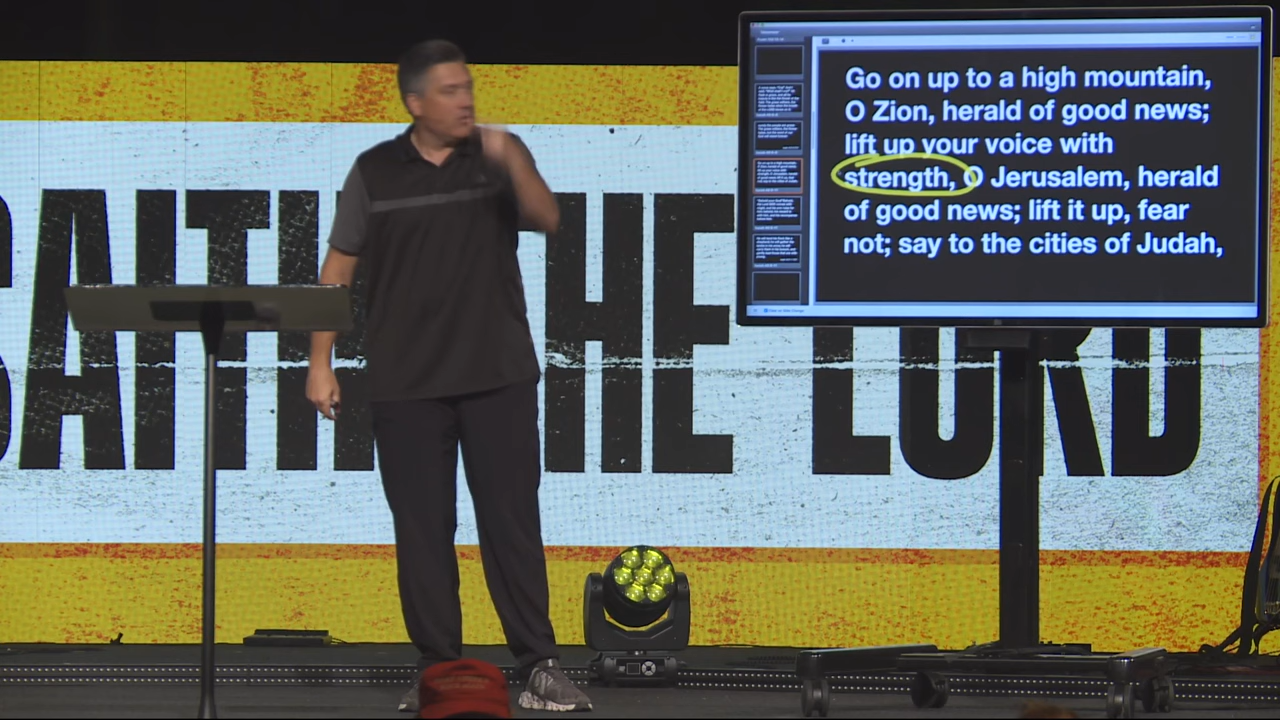 Go on up to a high mountain,
O Zion, herald of good news;
lift up your voice with
strength, O Jerusalem, herald
of good news; lift it up, fear
not; say to the cities of Judah,
SAITH THE LORD